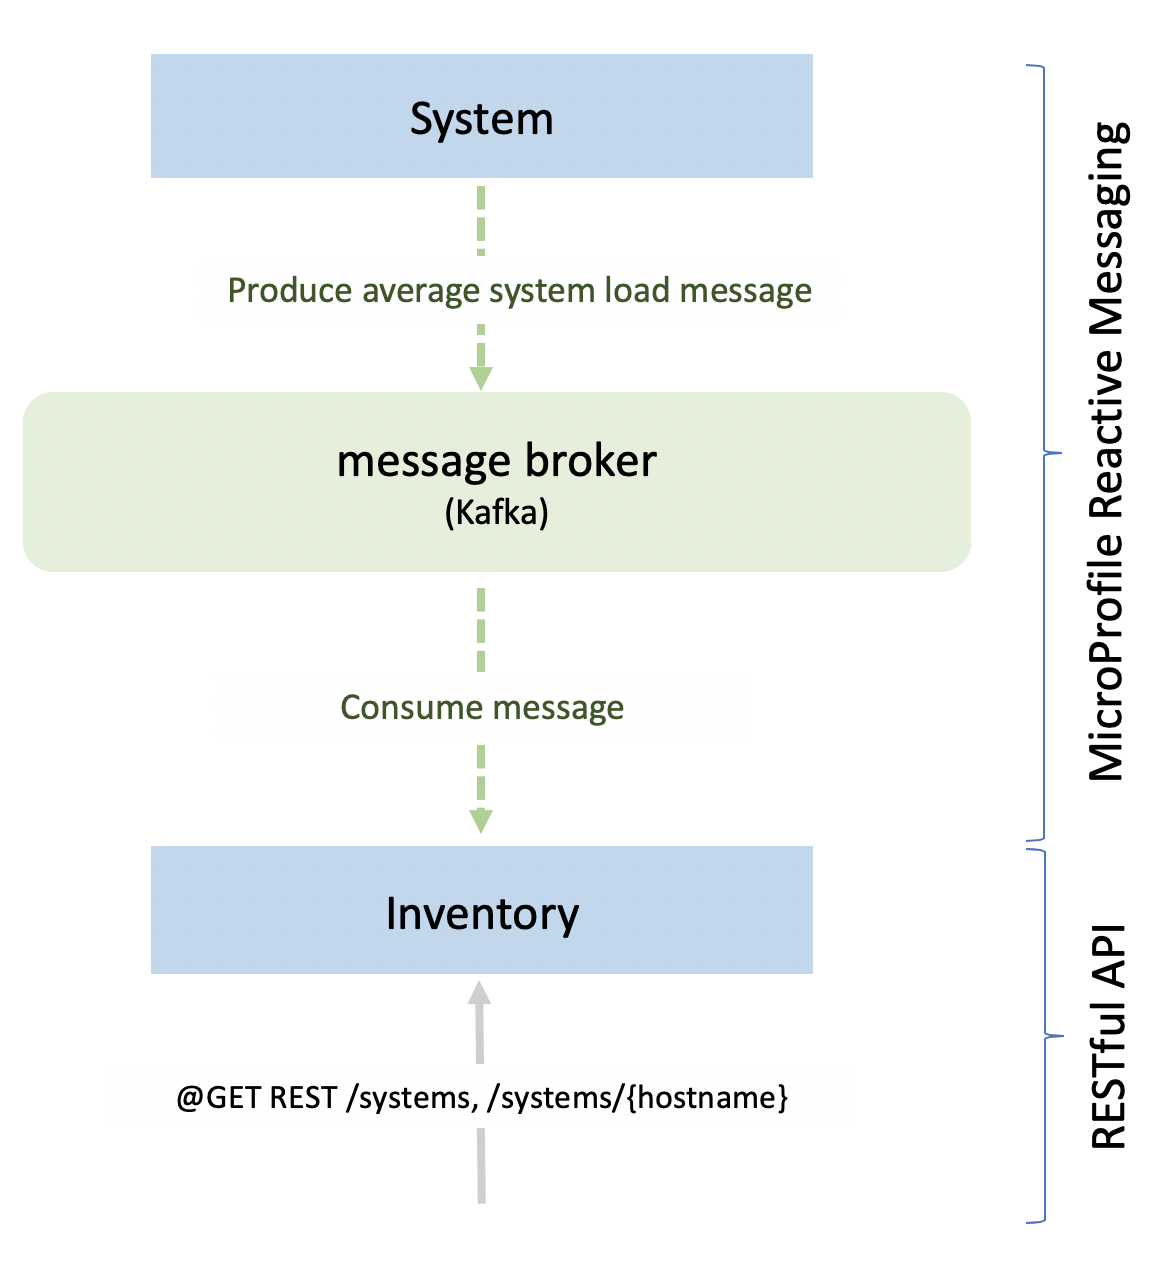 System
Produce average system load message
message broker
(Kafka)
Consume message
Inventory
@GET REST /systems, /systems/{hostname}
MicroProfile Reactive Messaging
RESTful API